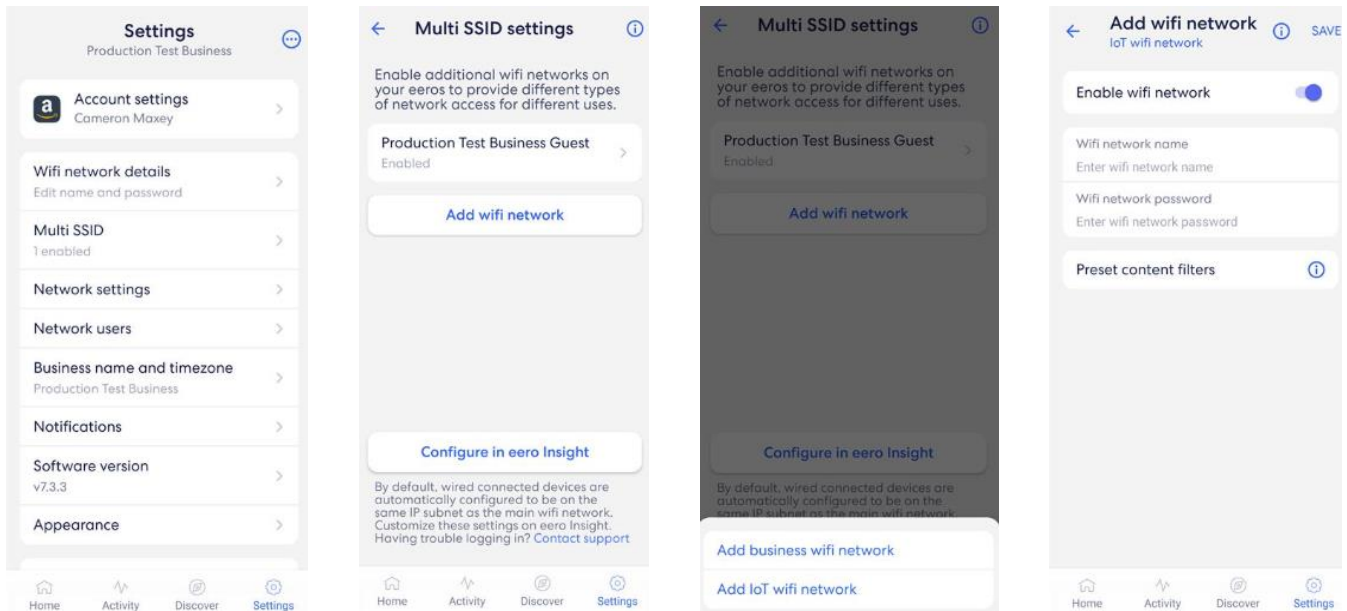 Settings
Production Test Business
a
Account settings
Cameron Maxey
Wifi network details
Edit name and password
Multi SSID
1 enabled
Network settings
Network users
Business name and timezone
Production Test Business
Notifications
Software version
v7.3.3
Appearance
Home Activity Discover Settings
Multi SSID settings
Enable additional wifi networks on
your eeros to provide different types
of network access for different uses.
Production Test Business Guest
Enabled
Add wifi network
Configure in eero Insight
By default, wired connected devices are
automatically configured to be on the
same IP subnet as the main wifi network.
Customize these settings on eero Insight.
Having trouble logging in? Contact support
Home Activity Discover Settings
Multi SSID settings
Enable additional wifi networks on
your eeros to provide different types
of network access for different uses.
Production Test Business Guest
Enabled
Add wifi network
Configure in eero Insight
By default, wired connected devices are
automatically configured to be on the
same IP subnet as the main wifi network.
Add business wifi network
Add IoT wifi network
Add wifi network
IoT wifi network
SAVE
Enable wifi network
Wifi network name
Enter wifi network name
Wifi network password
Enter wifi network password
Preset content filters
Home Activity Discover Settings